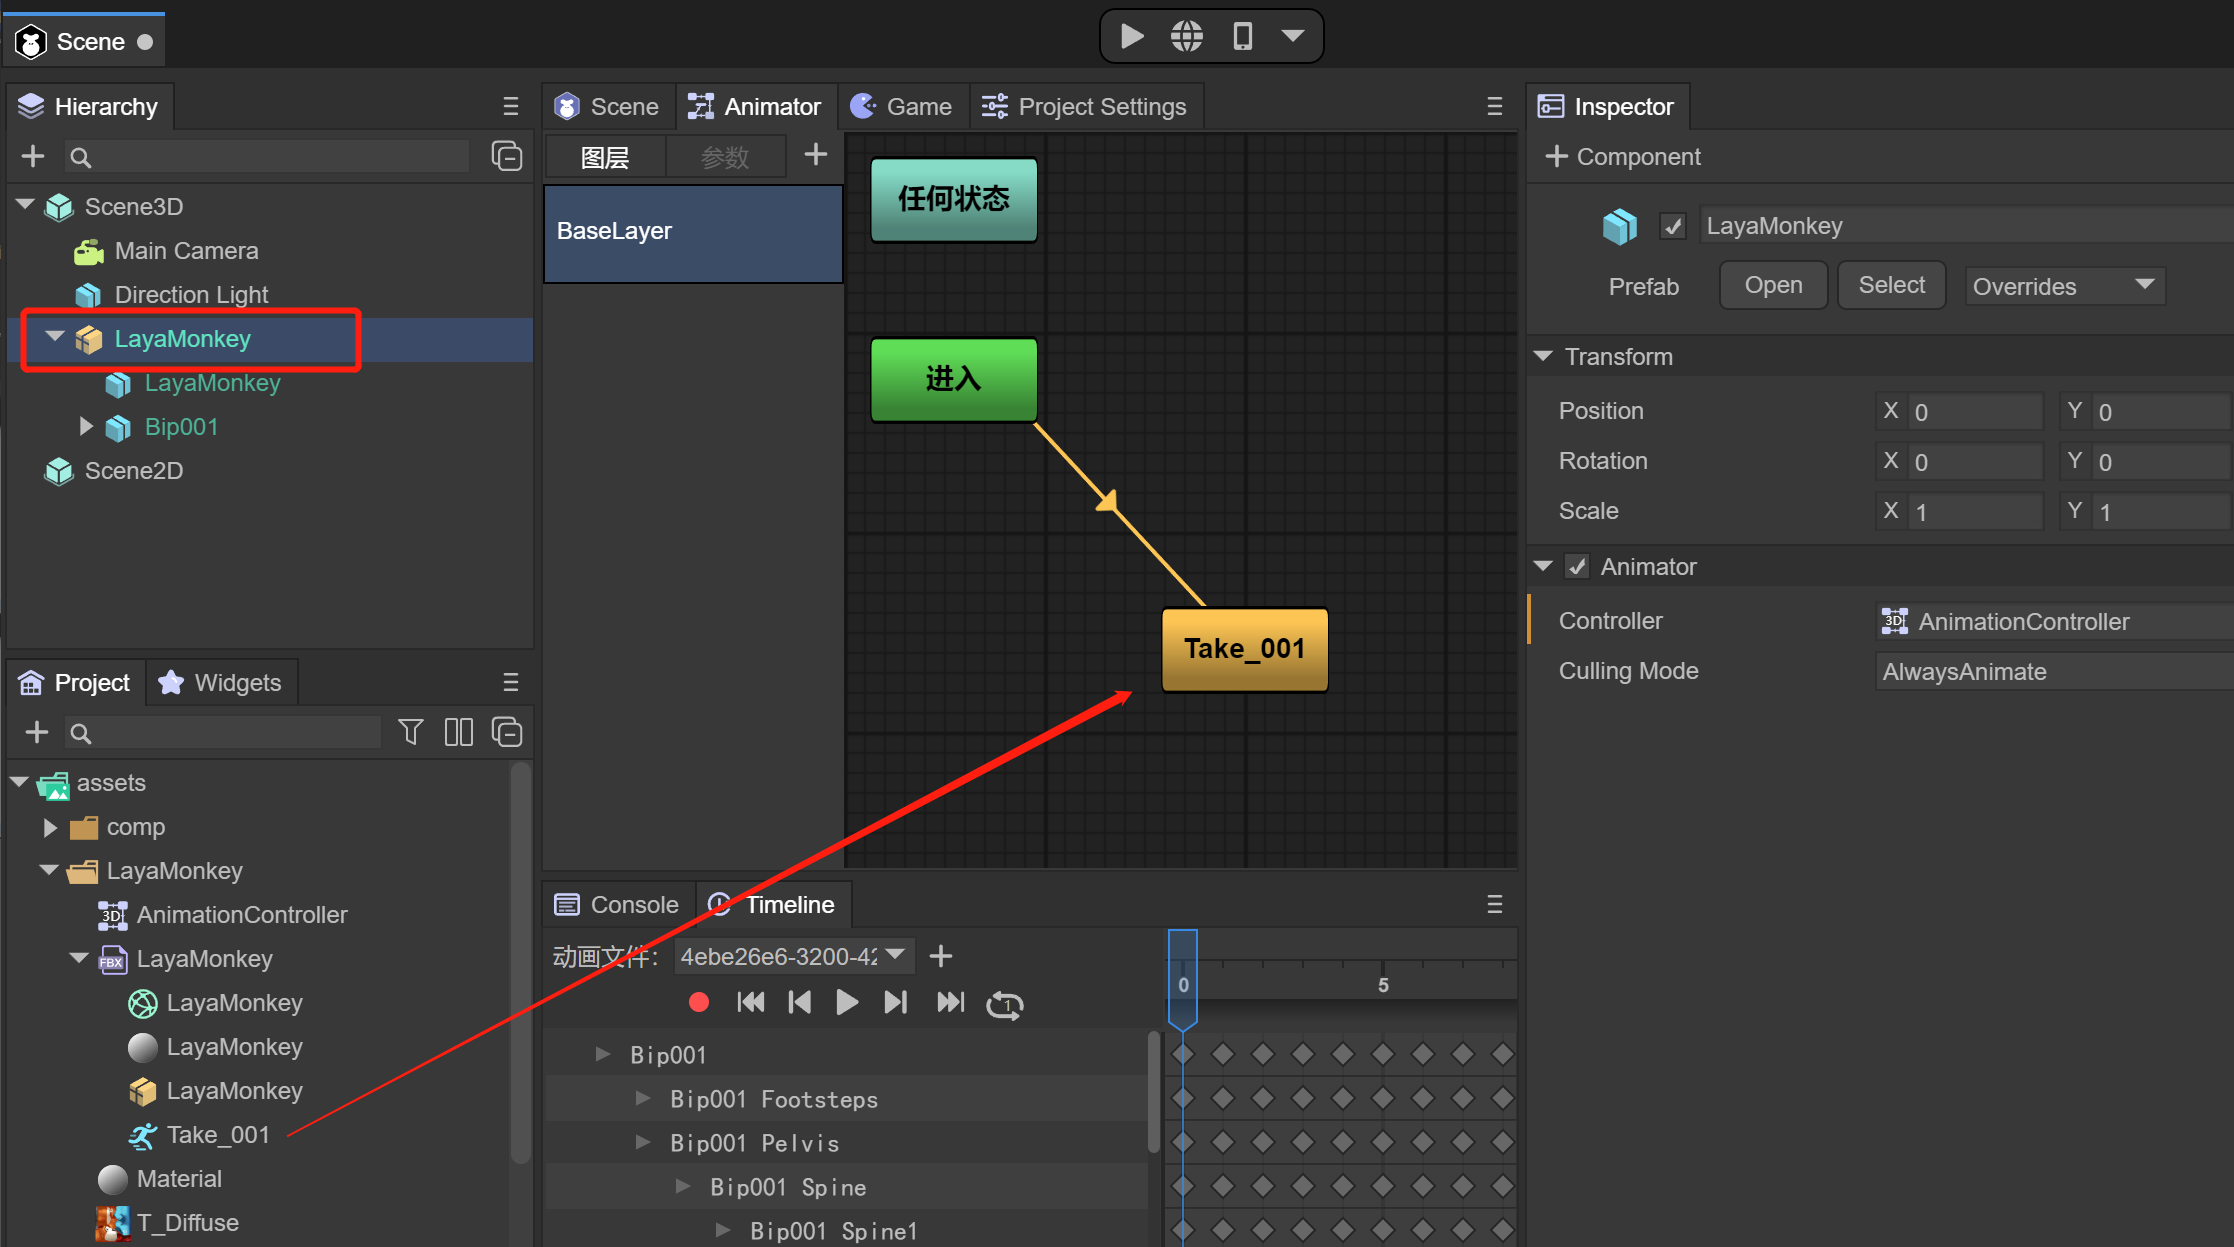 Scene
Hierarchy
Scene3D
Main Camera
Direction Light
LayaMonkey
LayaMonkey
Bip001
Scene2D
Project
Widgets
assets
comp
LayaMonkey
3D AnimationController
FBX LayaMonkey
LayaMonkey
LayaMonkey
LayaMonkey
Take_001
Material
T_Diffuse
Scene
Animator
Game
Project Settings
图层
参数
BaseLayer
任何状态
进入
Take_001
Console
Timeline
动画文件: 4ebe26e6-3200-42
1
0
5
Bip001
Bip001 Footsteps
Bip001 Pelvis
Bip001 Spine
Bip001 Spine1
Inspector
Component
LayaMonkey
Prefab Open Select Overrides
Transform
Position X 0 Y 0
Rotation X 0 Y 0
Scale X 1 Y 1
Animator
Controller 3D AnimationController
Culling Mode AlwaysAnimate